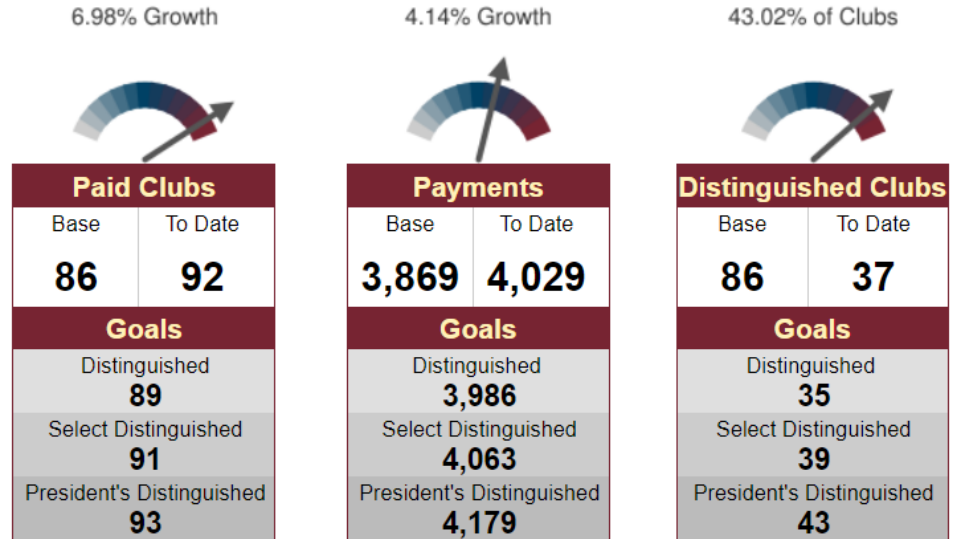 6.98% Growth
4.14% Growth
43.02% of Clubs
Paid Clubs
Base To Date
86 92
Goals
Distinguished
89
Select Distinguished
91
President's Distinguished
93
Payments
Base To Date
3,869 4,029
Goals
Distinguished
3,986
Select Distinguished
4,063
President's Distinguished
4,179
Distinguished Clubs
Base To Date
86 37
Goals
Distinguished
35
Select Distinguished
39
President's Distinguished
43